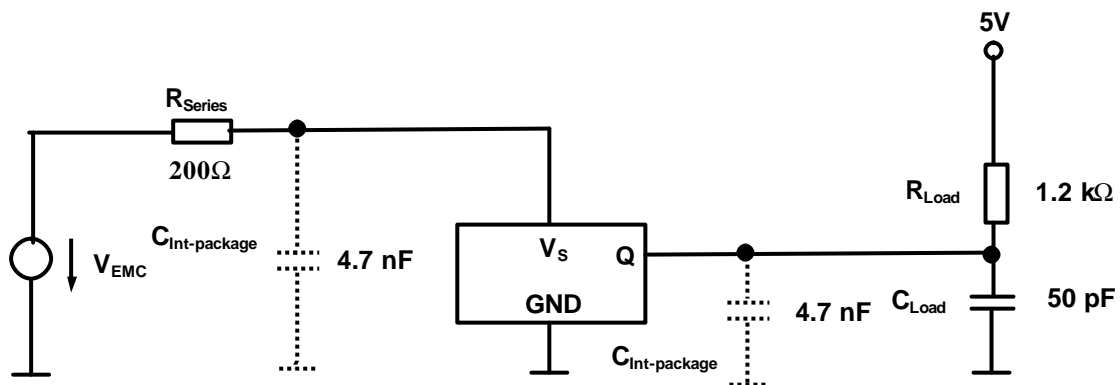 5V
RSeries
200Ω
RLoad
1.2 kΩ
CInt-package
4.7 nF
VEMC
VS
Q
GND
4.7 nF
CLoad
50 pF
CInt-package